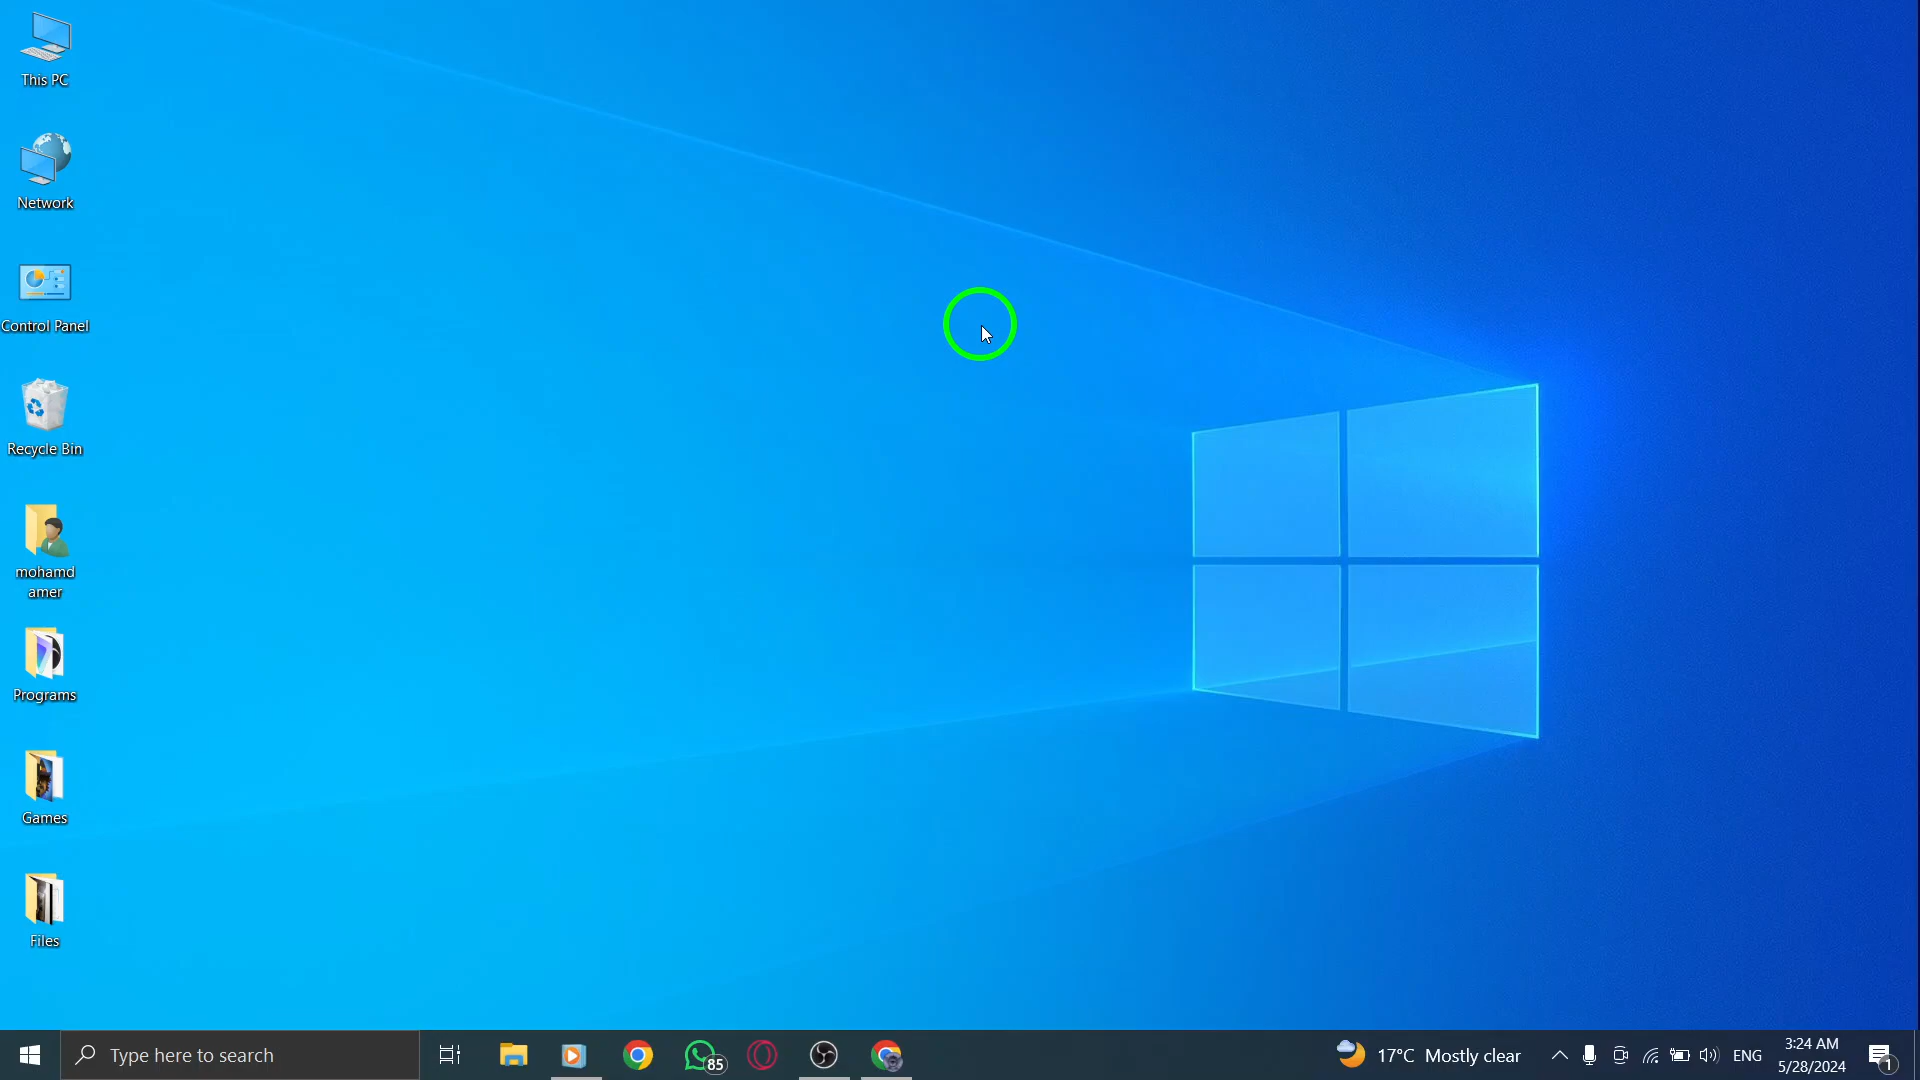 This PC
Network
Control Panel
Recycle Bin
mohamd
amer
Programs
Games
Files
Type here to search
85
17°C Mostly clear
ENG
3:24 AM
5/28/2024
1